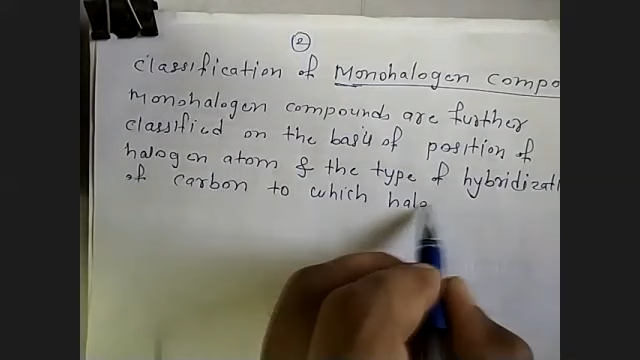 ②
Classification of Monohalogen Compo
Monohalogen compounds are further
classified on the basis of position of
halogen atom & the type of hybridizati
of carbon to which halo